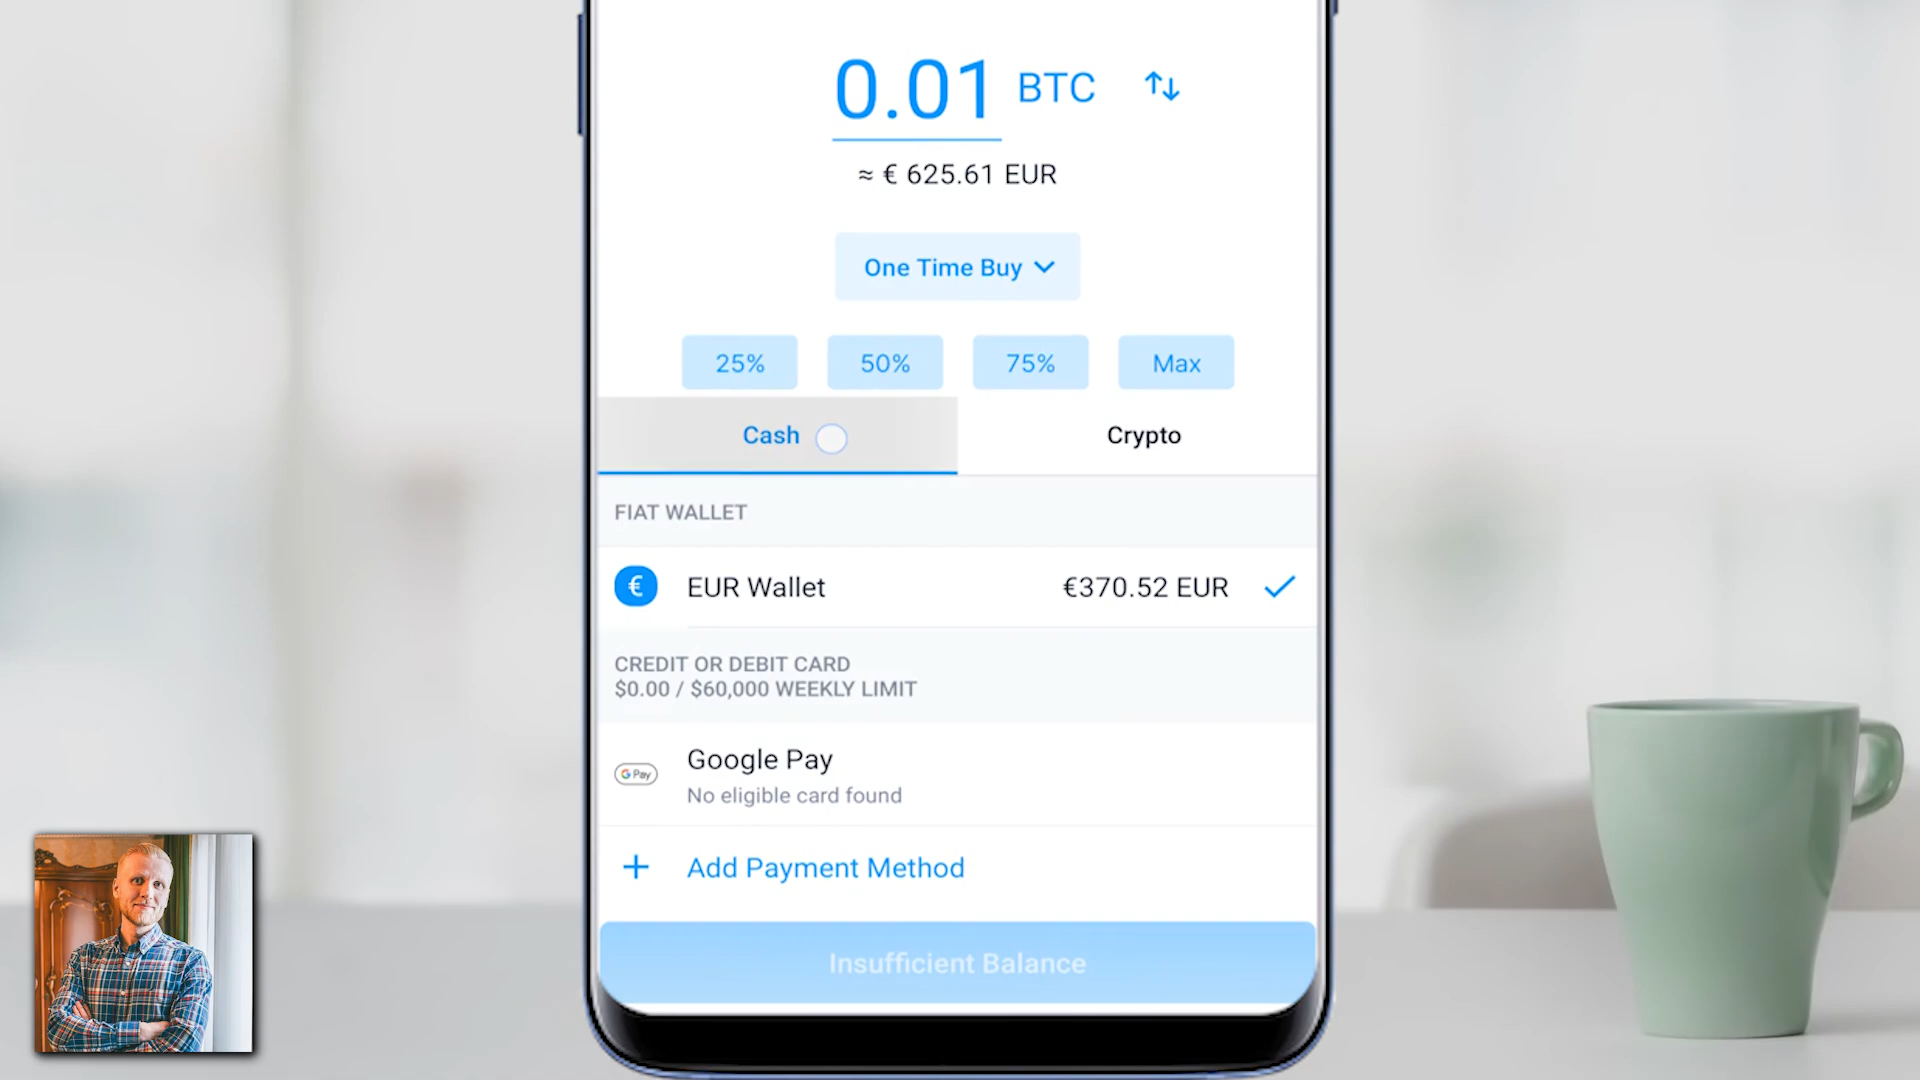 0.01 BTC
≈ € 625.61 EUR
One Time Buy
25% 50% 75% Max
Cash Crypto
FIAT WALLET
€ EUR Wallet €370.52 EUR
CREDIT OR DEBIT CARD
$0.00 / $60,000 WEEKLY LIMIT
G Pay Google Pay
No eligible card found
+ Add Payment Method
Insufficient Balance